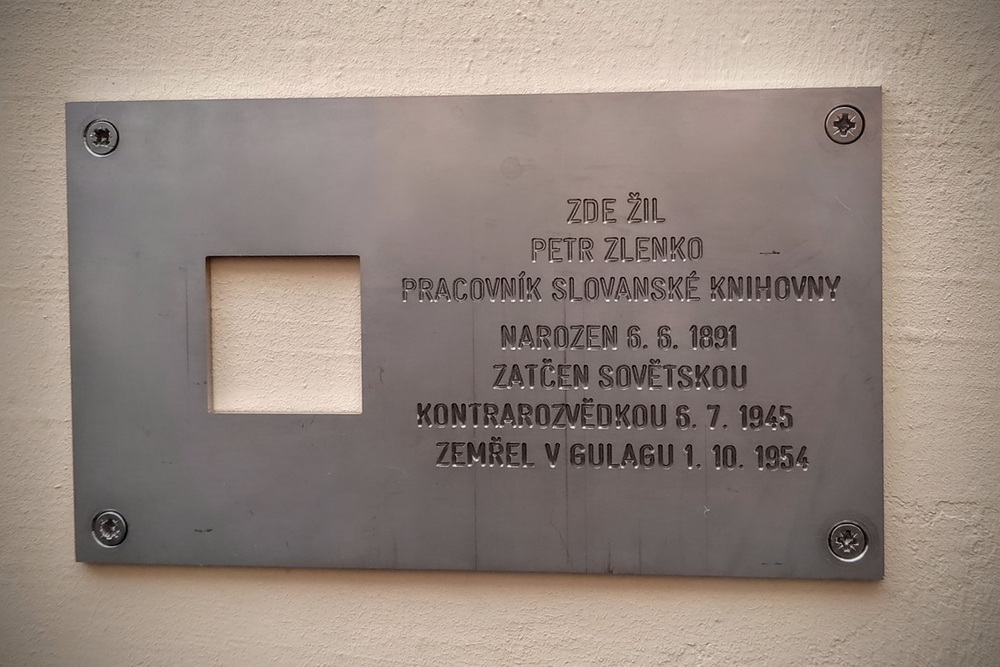 ZDE ŽIL
PETR ZLENKO
PRACOVNÍK SLOVANSKÉ KNIHOVNY
NAROZEN 6. 6. 1891
ZATČEN SOVĚTSKOU
KONTRAROZVĚDKOU 6. 7. 1945
ZEMŘEL V GULAGU 1. 10. 1954